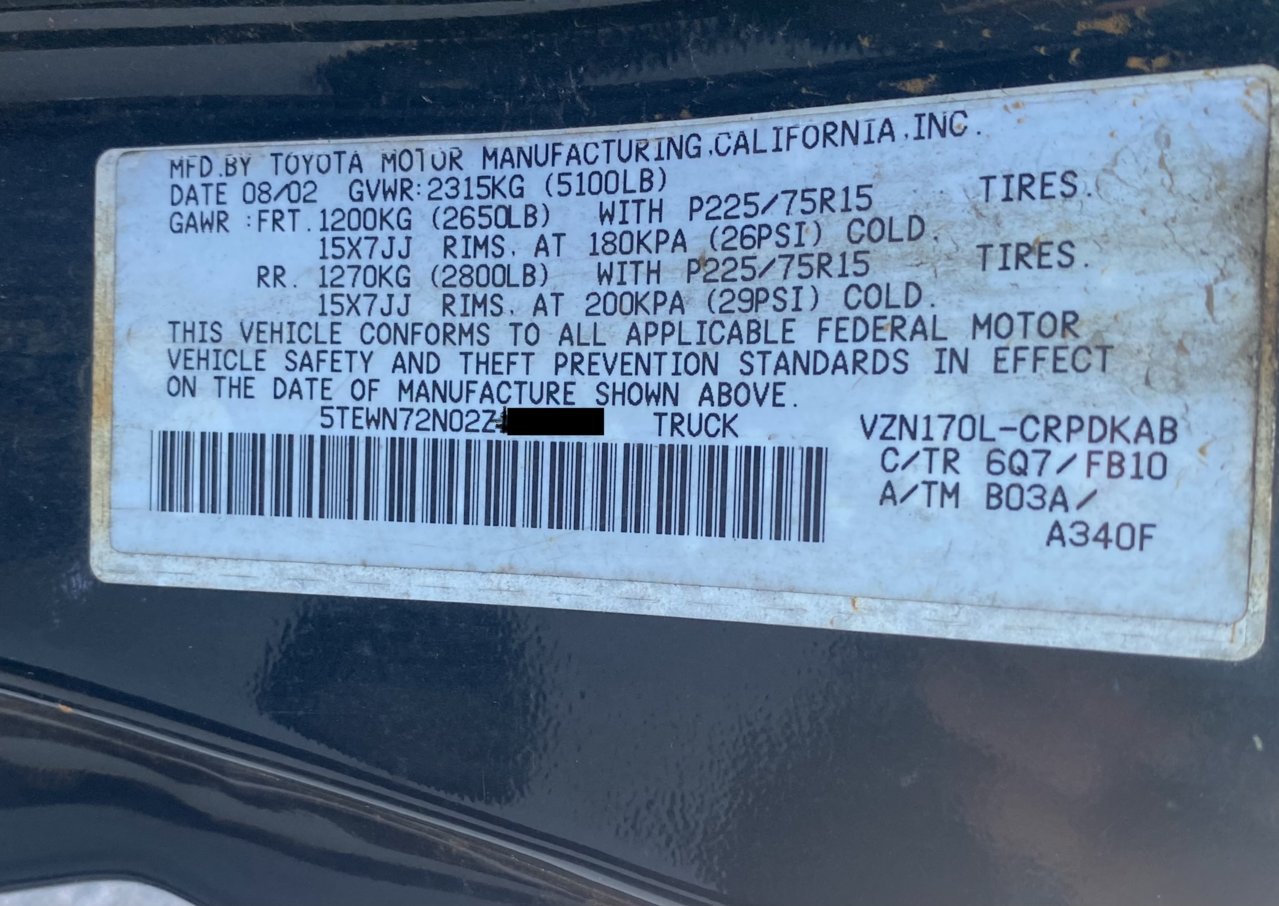 MFD.BY TOYOTA MOTOR MANUFACTURING,CALIFORNIA,INC.
DATE 08/02 GVWR:2315KG (5100LB)
GAWR :FRT. 1200KG (2650LB) WITH P225/75R15 TIRES.
15X7JJ RIMS, AT 180KPA (26PSI) COLD.
RR. 1270KG (2800LB) WITH P225/75R15 TIRES.
15X7JJ RIMS, AT 200KPA (29PSI) COLD.
THIS VEHICLE CONFORMS TO ALL APPLICABLE FEDERAL MOTOR
VEHICLE SAFETY AND THEFT PREVENTION STANDARDS IN EFFECT
ON THE DATE OF MANUFACTURE SHOWN ABOVE.
5TEWN72N02Z TRUCK VZN170L-CRPDKAB
C/TR 6Q7/FB10
A/TM B03A/
A340F